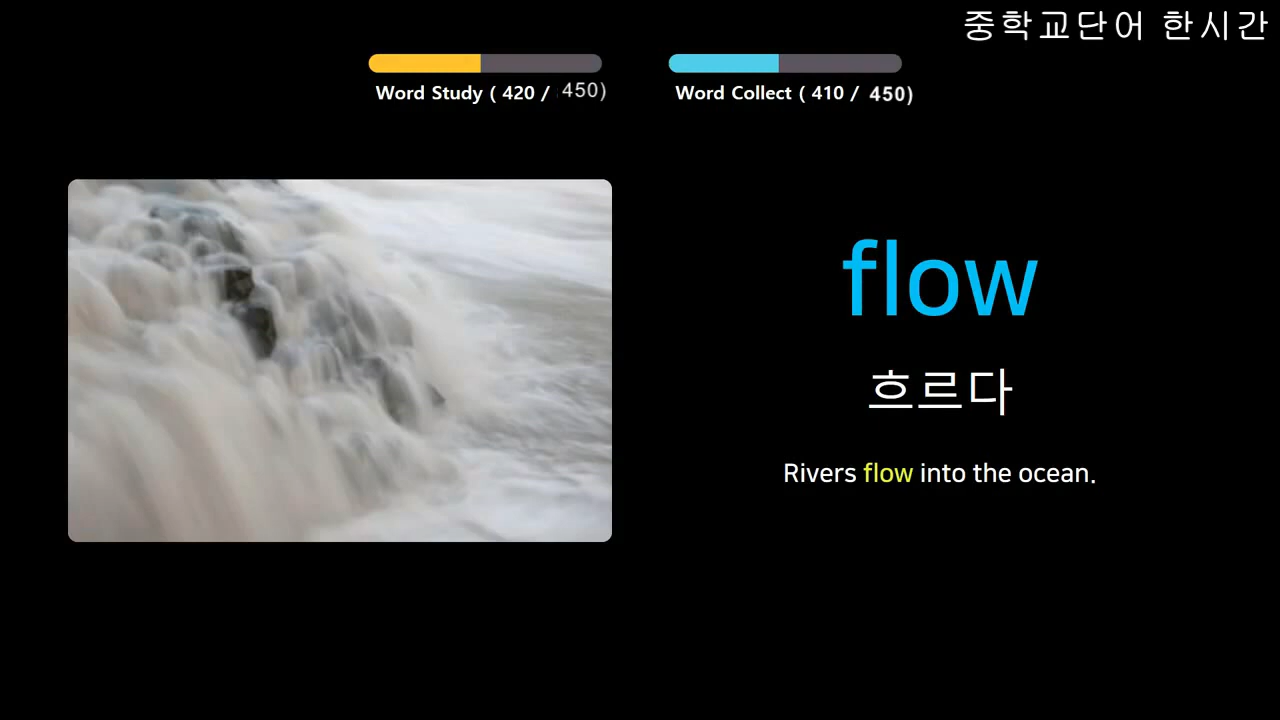 중학교단어 한시간
Word Study ( 420 / 450)
Word Collect ( 410 / 450)
flow
흐르다
Rivers flow into the ocean.